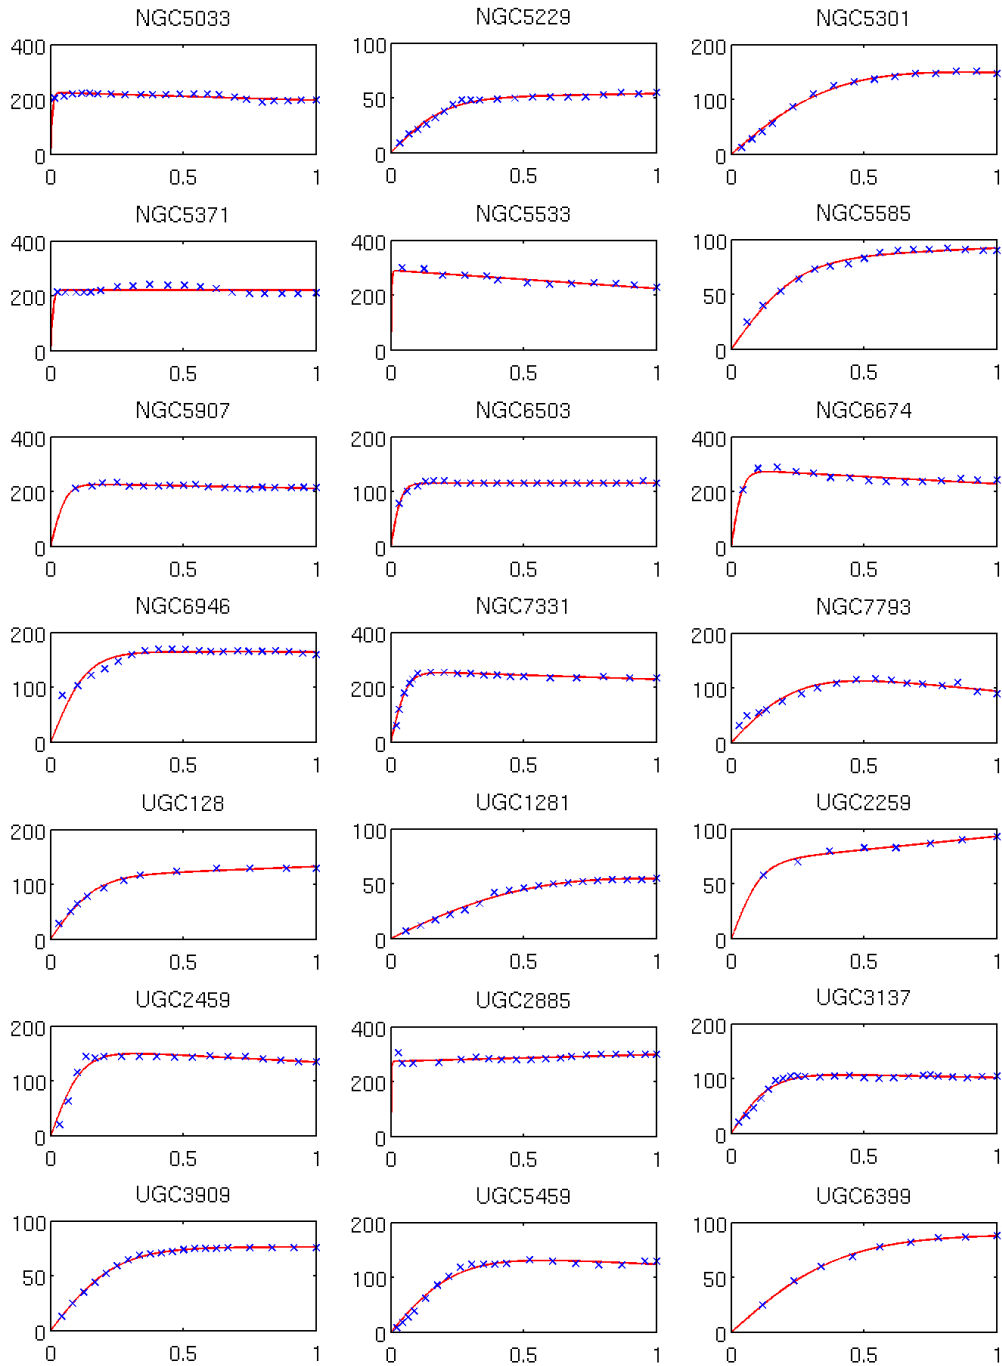 NGC5033 NGC5229 NGC5301
400 100 200
200 50 100
0 0 0
0 0.5 1 0 0.5 1 0 0.5 1
NGC5371 NGC5533 NGC5585
400 400 100
200 200 50
0 0 0
0 0.5 1 0 0.5 1 0 0.5 1
NGC5907 NGC6503 NGC6674
400 200 400
200 100 200
0 0 0
0 0.5 1 0 0.5 1 0 0.5 1
NGC6946 NGC7331 NGC7793
200 400 200
100 200 100
0 0 0
0 0.5 1 0 0.5 1 0 0.5 1
UGC128 UGC1281 UGC2259
200 100 100
100 50 50
0 0 0
0 0.5 1 0 0.5 1 0 0.5 1
UGC2459 UGC2885 UGC3137
200 400 200
100 200 100
0 0 0
0 0.5 1 0 0.5 1 0 0.5 1
UGC3909 UGC5459 UGC6399
100 200 100
50 100 50
0 0 0
0 0.5 1 0 0.5 1 0 0.5 1